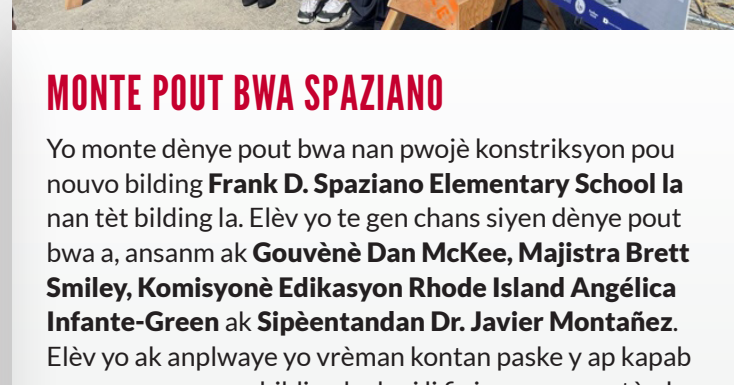 MONTE POUT BWA SPAZIANO
Yo monte dènye pout bwa nan pwojè konstriksyon pou
nouvo bilding Frank D. Spaziano Elementary School la
nan tèt bilding la. Elèv yo te gen chans siyen dènye pout
bwa a, ansanm ak Gouvènè Dan McKee, Majistra Brett
Smiley, Komisyonè Edikasyon Rhode Island Angélica
Infante-Green ak Sipèentandan Dr. Javier Montañez.
Elèv yo ak anplwaye yo vrèman kontan paske y ap kapab